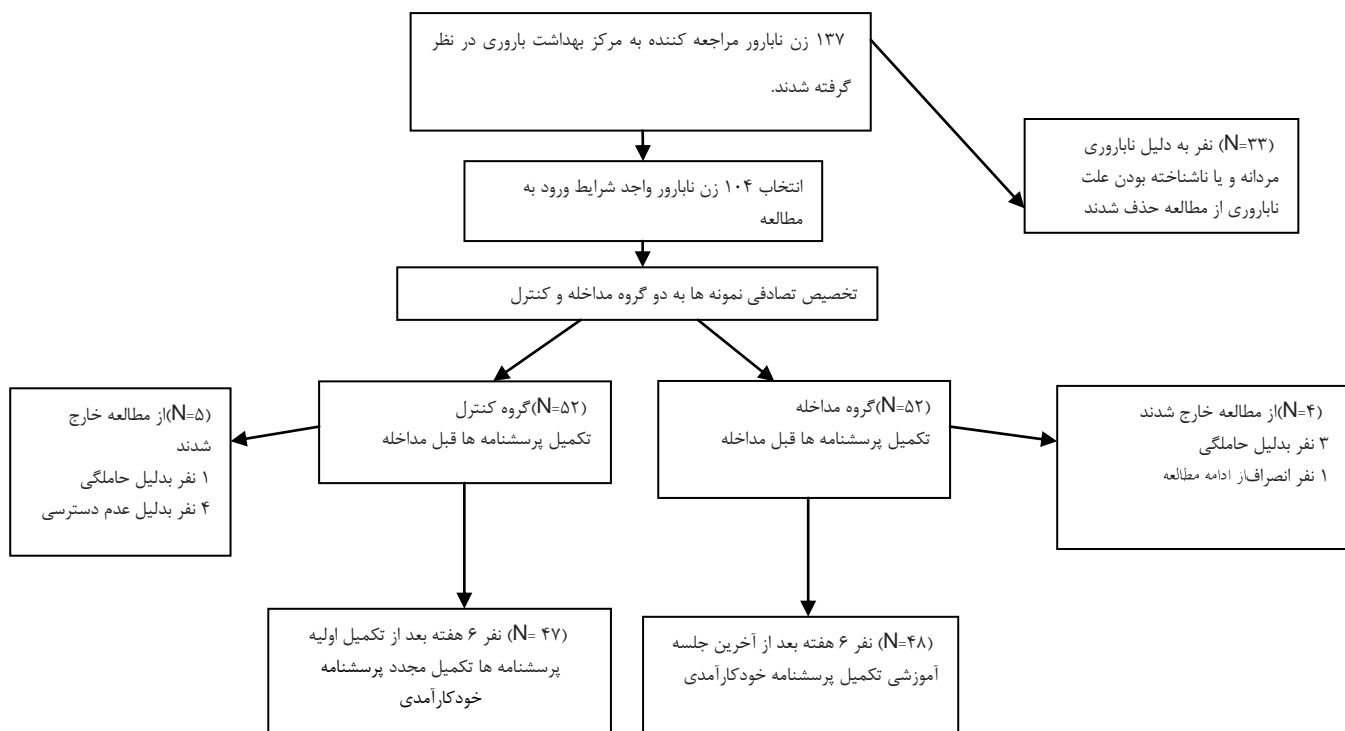 ۱۳۷ زن نابارور مراجعه کننده به مرکز بهداشت باروری در نظر
گرفته شدند.
(N=۳۳) نفر به دلیل ناباروری
مردانه و یا ناشناخته بودن علت
ناباروری از مطالعه حذف شدند
انتخاب ۱۰۴ زن نابارور واجد شرایط ورود به
مطالعه
تخصیص تصادفی نمونه ها به دو گروه مداخله و کنترل
(N=۴)از مطالعه خارج شدند
۳ نفر بدلیل حاملگی
۱ نفر انصراف از ادامه مطالعه
(N=۵۲)گروه مداخله
تکمیل پرسشنامه ها قبل مداخله
(N=۵۲)گروه کنترل
تکمیل پرسشنامه ها قبل مداخله
(N=۵)از مطالعه خارج
شدند
۱ نفر بدلیل حاملگی
۴ نفر بدلیل عدم دسترسی
(N=۴۸) نفر ۶ هفته بعد از آخرین جلسه
آموزشی تکمیل پرسشنامه خودکارآمدی
(N= ۴۷) نفر ۶ هفته بعد از تکمیل اولیه
پرسشنامه ها تکمیل مجدد پرسشنامه
خودکارآمدی